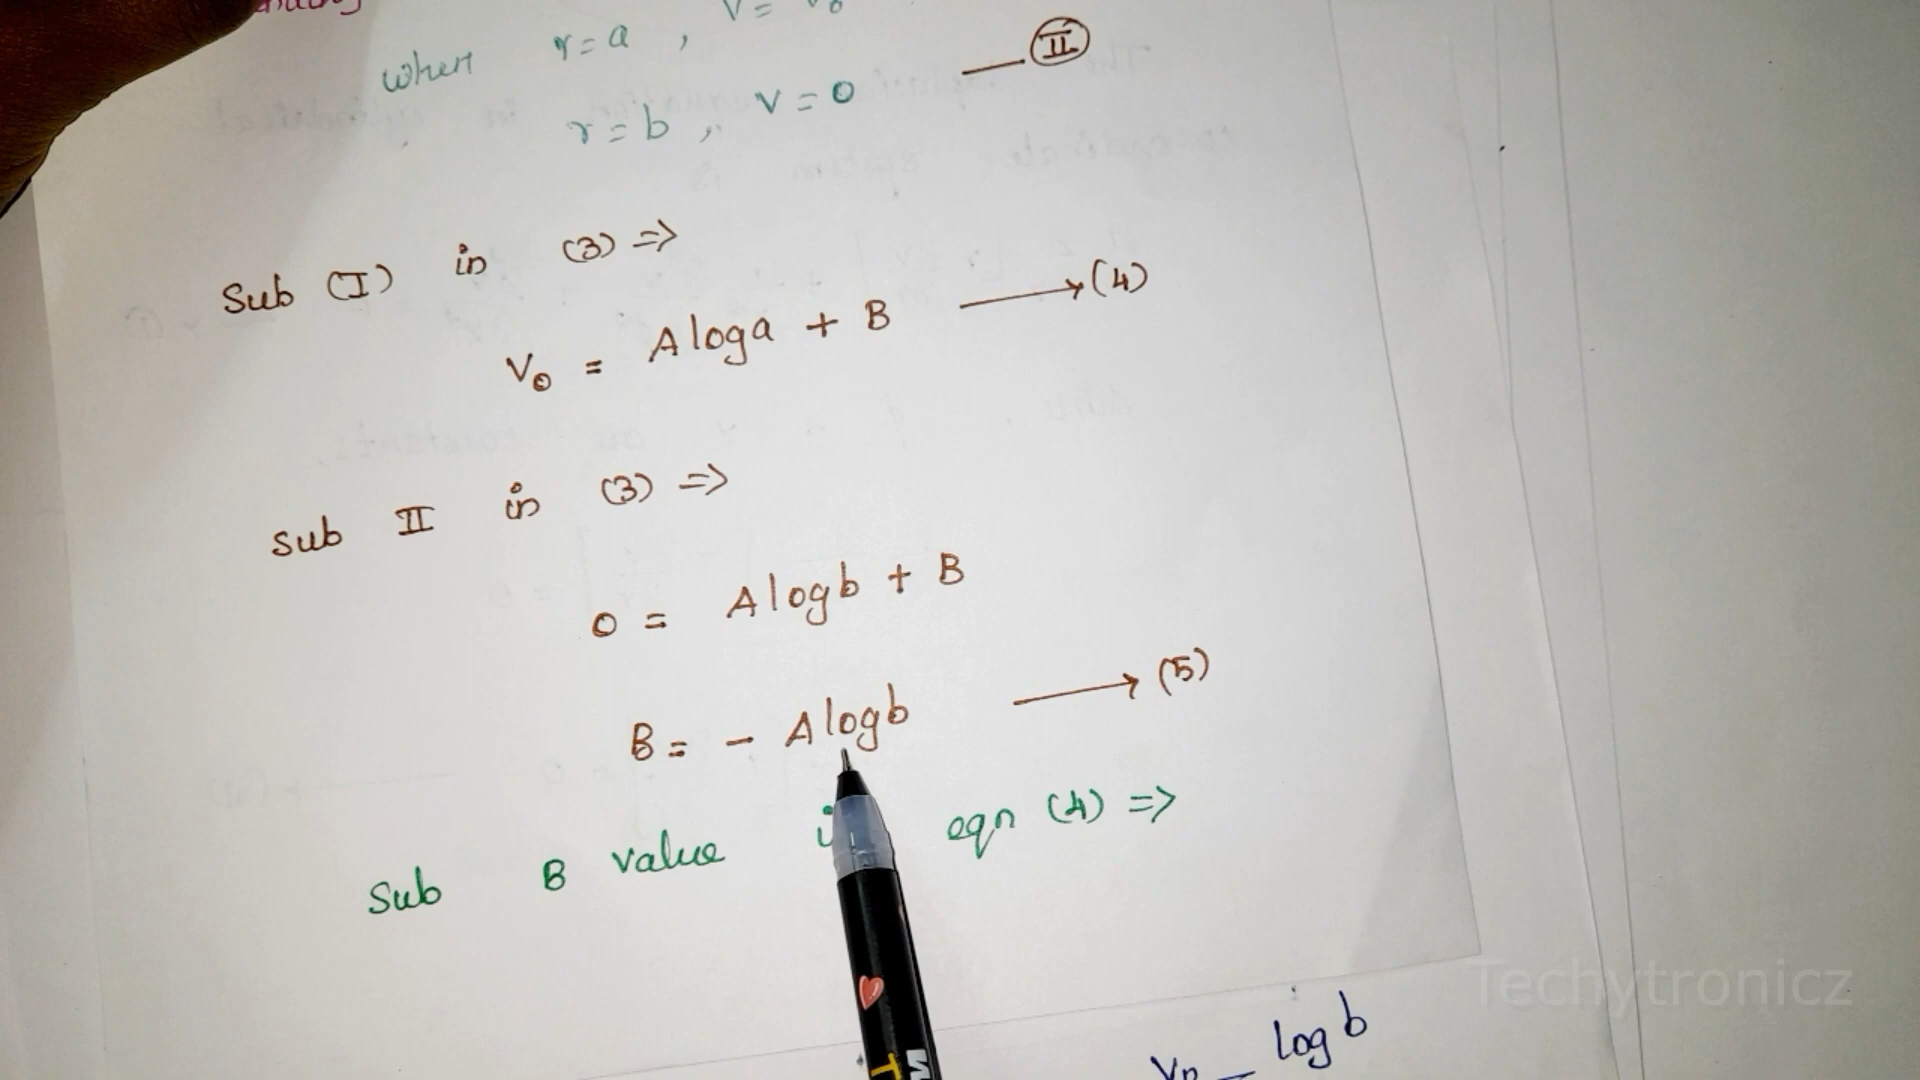 when r = a , V = V₀
r = b , V = 0 — II
Sub (I) in (3) ⇒
V₀ = A log a + B ⟶ (4)
Sub II in (3) ⇒
0 = A log b + B
B = - A log b ⟶ (5)
Sub B value in eqn (4) ⇒
Techytronicz
log b